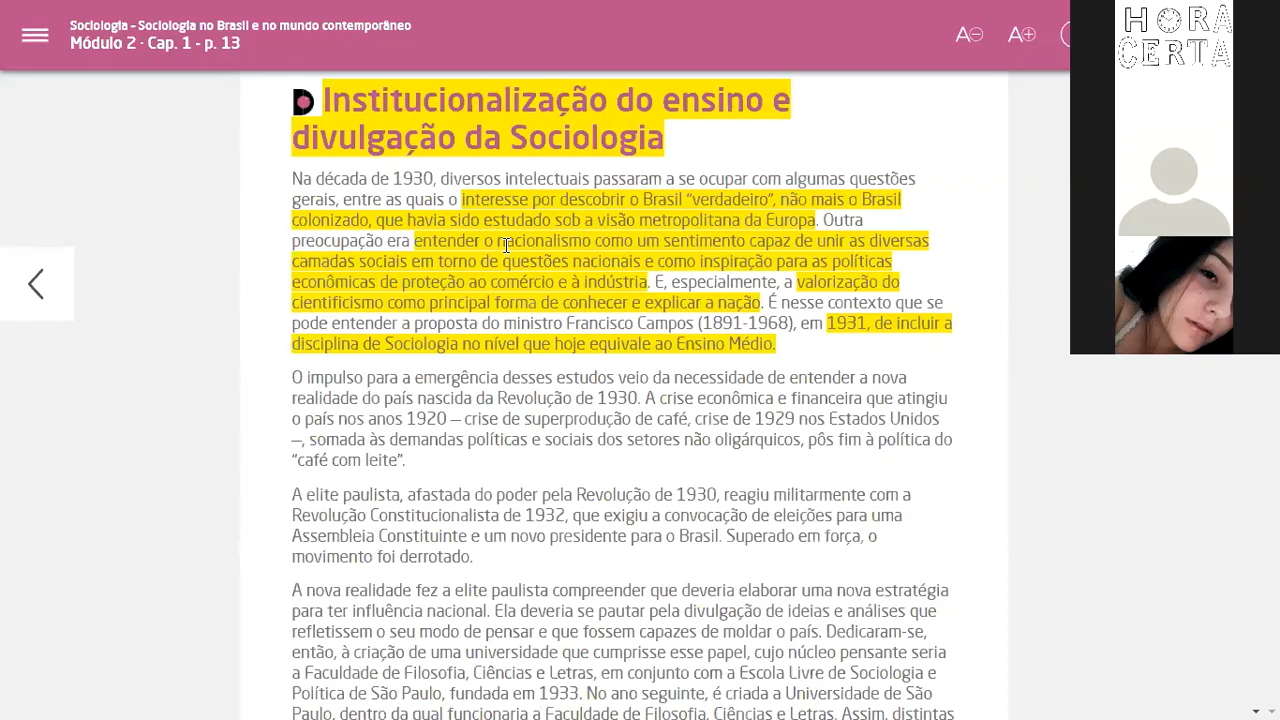 Sociologia – Sociologia no Brasil e no mundo contemporâneo
Módulo 2 · Cap. 1 - p. 13
A
A
HORA
CERTA
Institucionalização do ensino e
divulgação da Sociologia
Na década de 1930, diversos intelectuais passaram a se ocupar com algumas questões
gerais, entre as quais o interesse por descobrir o Brasil “verdadeiro”, não mais o Brasil
colonizado, que havia sido estudado sob a visão metropolitana da Europa. Outra
preocupação era entender o nacionalismo como um sentimento capaz de unir as diversas
camadas sociais em torno de questões nacionais e como inspiração para as políticas
econômicas de proteção ao comércio e à indústria. E, especialmente, a valorização do
cientificismo como principal forma de conhecer e explicar a nação. É nesse contexto que se
pode entender a proposta do ministro Francisco Campos (1891-1968), em 1931, de incluir a
disciplina de Sociologia no nível que hoje equivale ao Ensino Médio.
O impulso para a emergência desses estudos veio da necessidade de entender a nova
realidade do país nascida da Revolução de 1930. A crise econômica e financeira que atingiu
o país nos anos 1920 — crise de superprodução de café, crise de 1929 nos Estados Unidos
—, somada às demandas políticas e sociais dos setores não oligárquicos, pôs fim à política do
“café com leite”.
A elite paulista, afastada do poder pela Revolução de 1930, reagiu militarmente com a
Revolução Constitucionalista de 1932, que exigiu a convocação de eleições para uma
Assembleia Constituinte e um novo presidente para o Brasil. Superado em força, o
movimento foi derrotado.
A nova realidade fez a elite paulista compreender que deveria elaborar uma nova estratégia
para ter influência nacional. Ela deveria se pautar pela divulgação de ideias e análises que
refletissem o seu modo de pensar e que fossem capazes de moldar o país. Dedicaram-se,
então, à criação de uma universidade que cumprisse esse papel, cujo núcleo pensante seria
a Faculdade de Filosofia, Ciências e Letras, em conjunto com a Escola Livre de Sociologia e
Política de São Paulo, fundada em 1933. No ano seguinte, é criada a Universidade de São
Paulo, dentro da qual funcionaria a Faculdade de Filosofia, Ciências e Letras. Assim, distintas